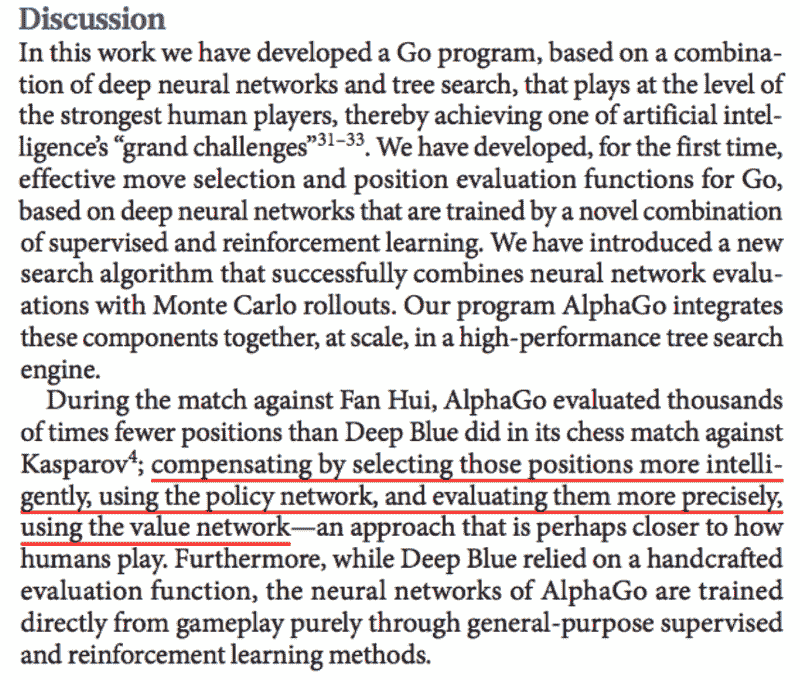 Discussion
In this work we have developed a Go program, based on a combina-
tion of deep neural networks and tree search, that plays at the level of
the strongest human players, thereby achieving one of artificial intel-
ligence's “grand challenges”31–33. We have developed, for the first time,
effective move selection and position evaluation functions for Go,
based on deep neural networks that are trained by a novel combination
of supervised and reinforcement learning. We have introduced a new
search algorithm that successfully combines neural network evalu-
ations with Monte Carlo rollouts. Our program AlphaGo integrates
these components together, at scale, in a high-performance tree search
engine.
During the match against Fan Hui, AlphaGo evaluated thousands
of times fewer positions than Deep Blue did in its chess match against
Kasparov4; compensating by selecting those positions more intelli-
gently, using the policy network, and evaluating them more precisely,
using the value network—an approach that is perhaps closer to how
humans play. Furthermore, while Deep Blue relied on a handcrafted
evaluation function, the neural networks of AlphaGo are trained
directly from gameplay purely through general-purpose supervised
and reinforcement learning methods.